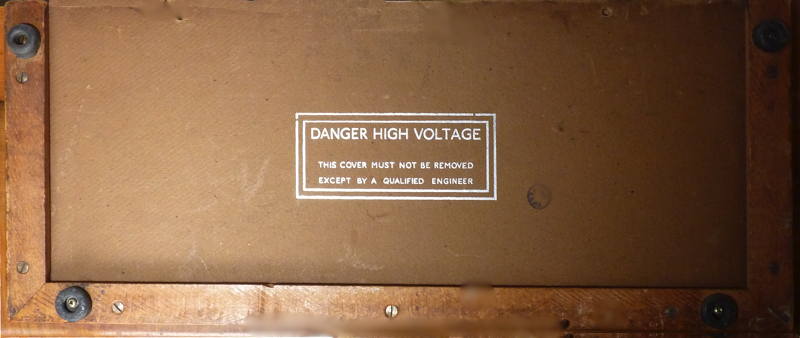 DANGER HIGH VOLTAGE
THIS COVER MUST NOT BE REMOVED
EXCEPT BY A QUALIFIED ENGINEER